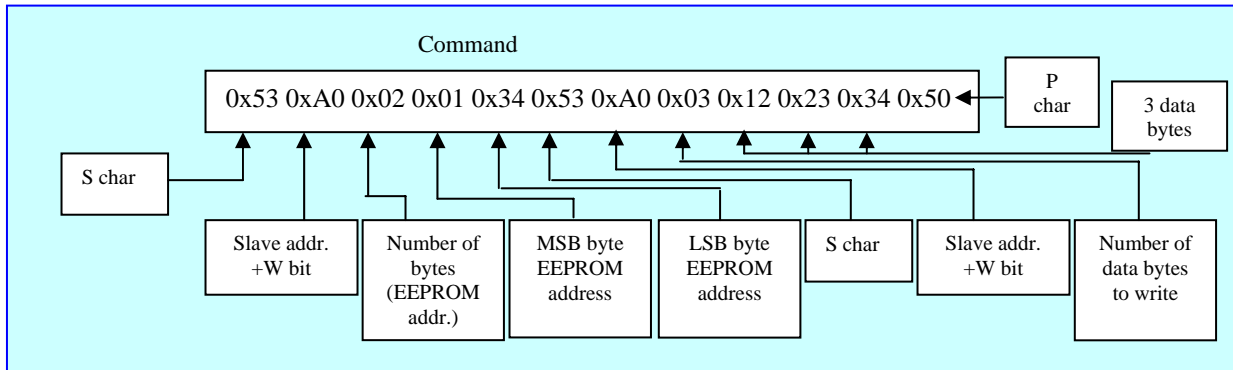 Command
0x53 0xA0 0x02 0x01 0x34 0x53 0xA0 0x03 0x12 0x23 0x34 0x50
P
char
3 data
bytes
S char
Slave addr.
+W bit
Number of
bytes
(EEPROM
addr.)
MSB byte
EEPROM
address
LSB byte
EEPROM
address
S char
Slave addr.
+W bit
Number of
data bytes
to write